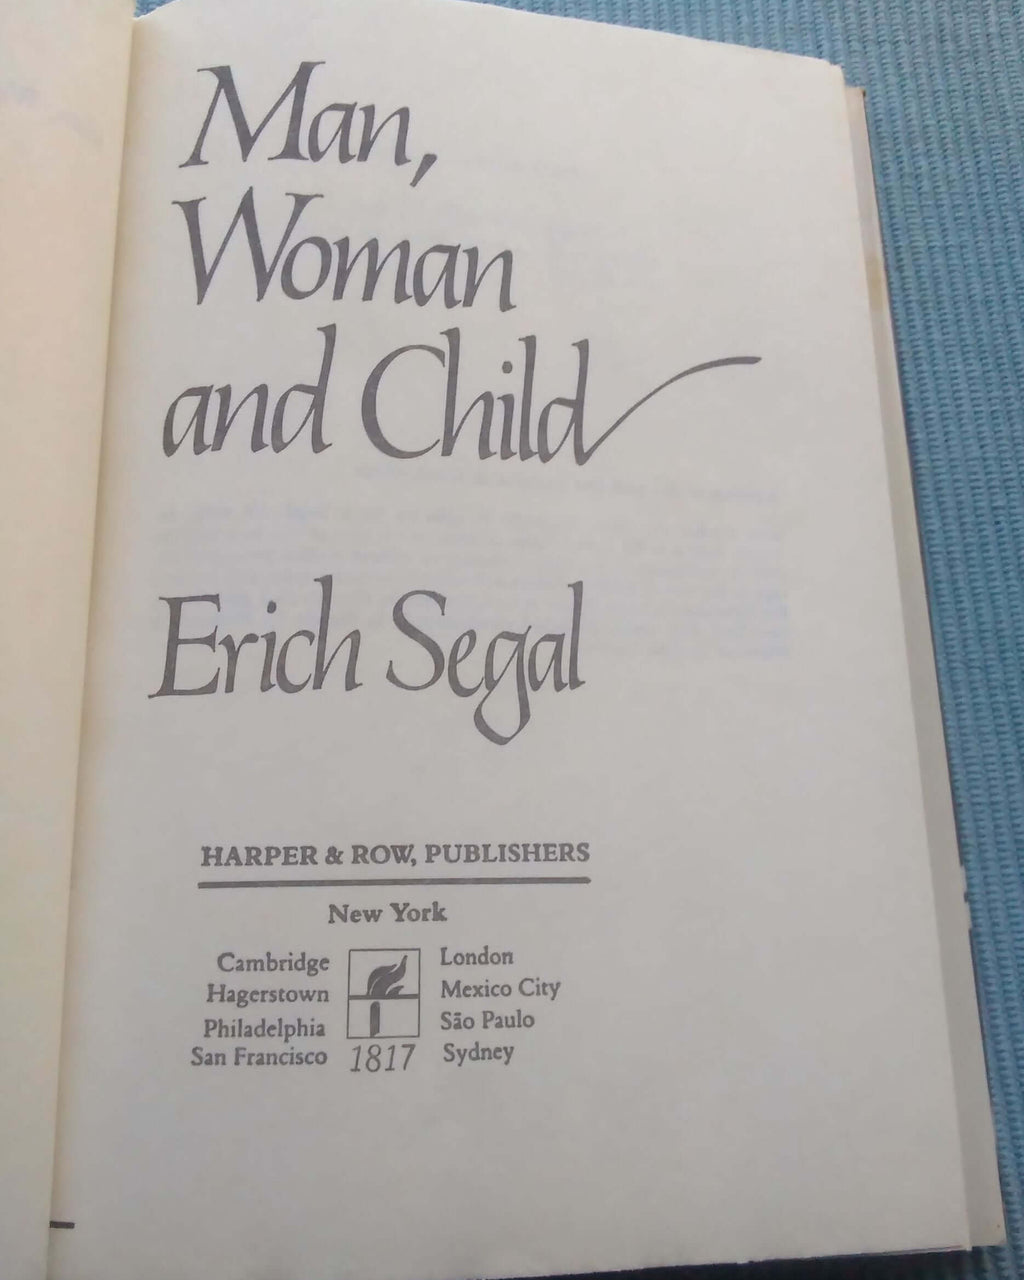 Man,
Woman
and Child
Erich Segal
HARPER & ROW, PUBLISHERS
New York
Cambridge
Hagerstown
Philadelphia
San Francisco
1817
London
Mexico City
São Paulo
Sydney